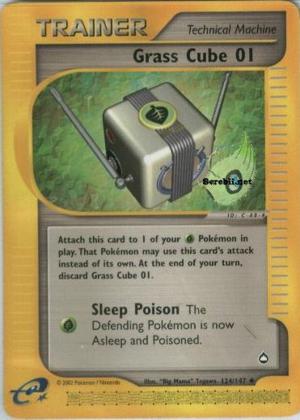 TRAINER
Technical Machine
Grass Cube 01
Serebii.net
Attach this card to 1 of your Pokémon in
play. That Pokémon may use this card's attack
instead of its own. At the end of your turn,
discard Grass Cube 01.
Sleep Poison The
Defending Pokémon is now
Asleep and Poisoned.
©2002 Pokémon / Nintendo
Illus. "Big Mama" Tagawa
124/147
e